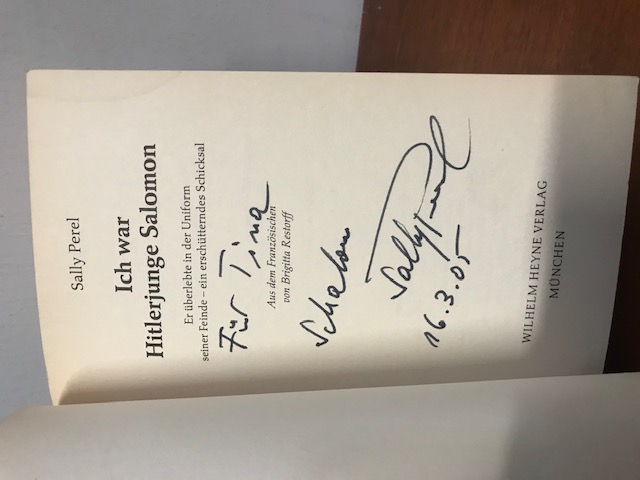 Sally Perel
Ich war
Hitlerjunge Salomon
Er überlebte in der Uniform
seiner Feinde – ein erschütterndes Schicksal
Für Tina
Aus dem Französischen
von Brigitta Restorff
Schalom
Sally Perel
16.3.05
WILHELM HEYNE VERLAG
MÜNCHEN